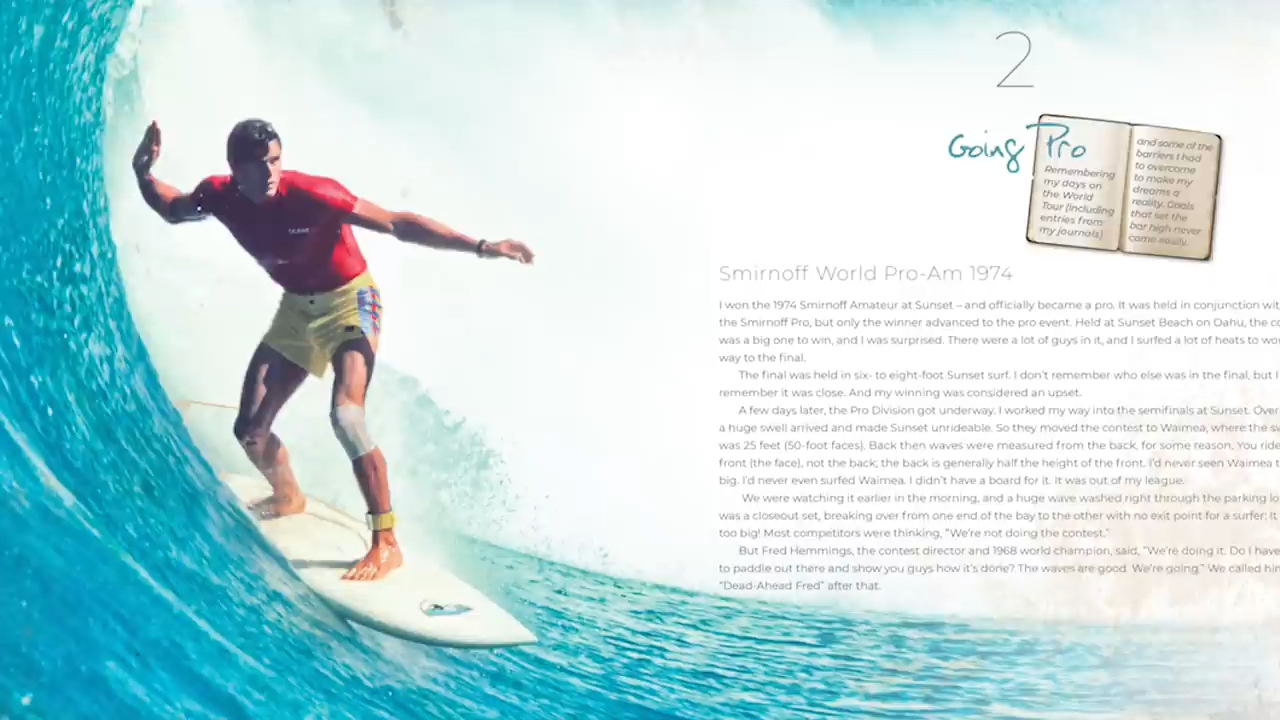 2
Going Pro
Remembering
my days on
the World
Tour (including
entries from
my journals)
and some of the
barriers I had
to overcome
to make my
dreams a
reality. Goals
that set the
bar high never
come easily.
Smirnoff World Pro-Am 1974
I won the 1974 Smirnoff Amateur at Sunset – and officially became a pro. It was held in conjunction wit
the Smirnoff Pro, but only the winner advanced to the pro event. Held at Sunset Beach on Oahu, the co
was a big one to win, and I was surprised. There were a lot of guys in it, and I surfed a lot of heats to wo
way to the final.
The final was held in six- to eight-foot Sunset surf. I don't remember who else was in the final, but I
remember it was close. And my winning was considered an upset.
A few days later, the Pro Division got underway. I worked my way into the semifinals at Sunset. Over
a huge swell arrived and made Sunset unrideable. So they moved the contest to Waimea, where the sw
was 25 feet (50-foot faces). Back then waves were measured from the back, for some reason. You ride
front (the face), not the back; the back is generally half the height of the front. I'd never seen Waimea t
big. I'd never even surfed Waimea. I didn't have a board for it. It was out of my league.
We were watching it earlier in the morning, and a huge wave washed right through the parking lo
was a closeout set, breaking over from one end of the bay to the other with no exit point for a surfer: It
too big! Most competitors were thinking, "We're not doing the contest."
But Fred Hemmings, the contest director and 1968 world champion, said, "We're doing it. Do I have
to paddle out there and show you guys how it's done? The waves are good. We're going." We called him
"Dead-Ahead Fred" after that.